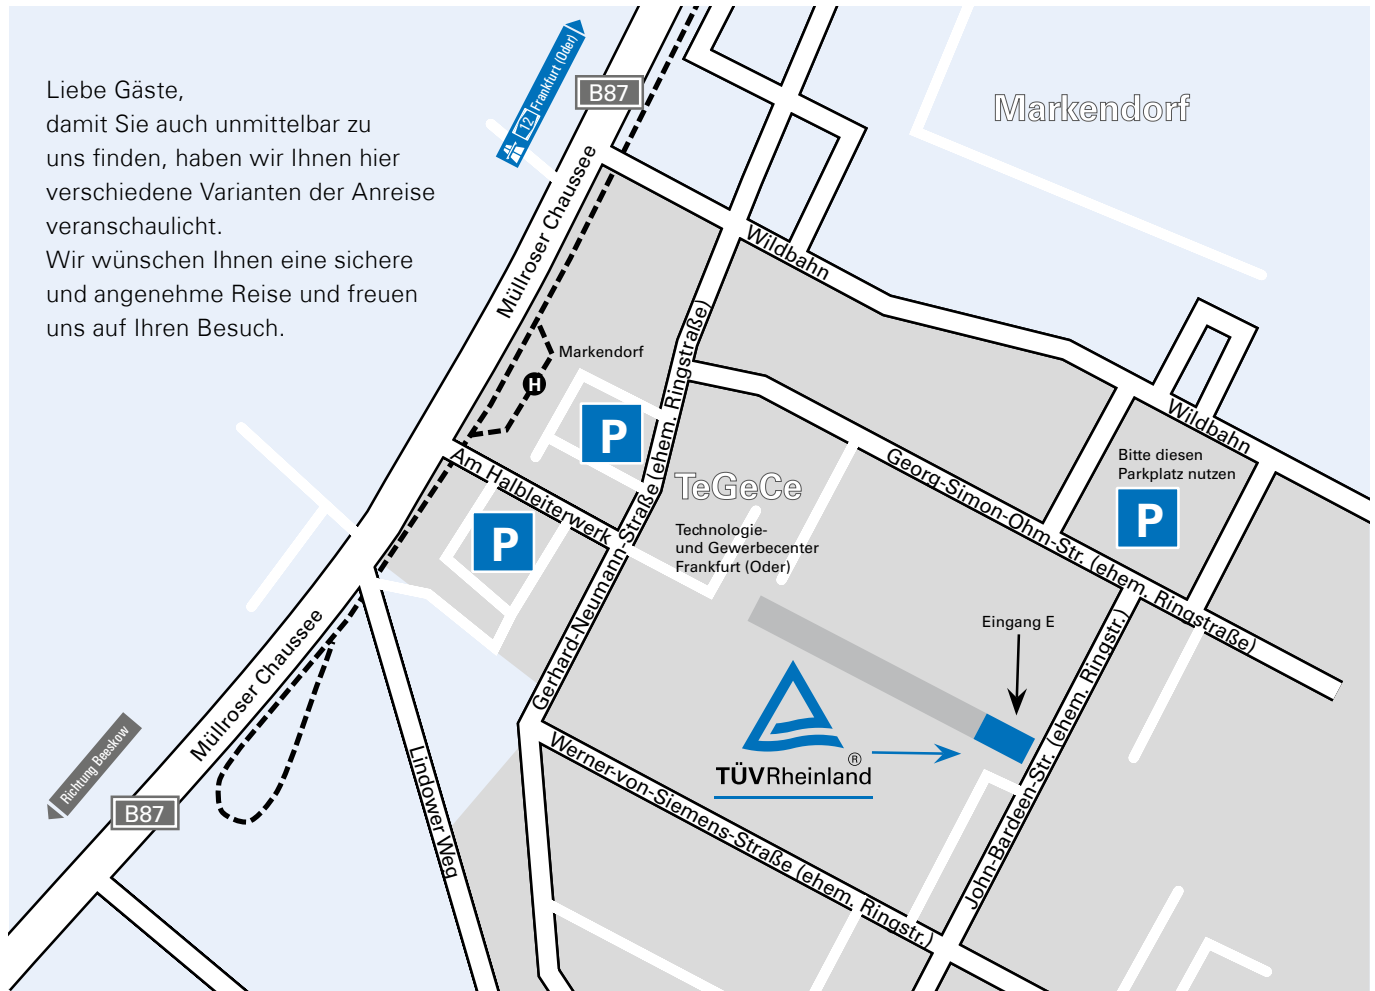 Liebe Gäste,
damit Sie auch unmittelbar zu
uns finden, haben wir Ihnen hier
verschiedene Varianten der Anreise
veranschaulicht.
Wir wünschen Ihnen eine sichere
und angenehme Reise und freuen
uns auf Ihren Besuch.
12 Frankfurt (Oder)
B87
Markendorf
Müllroser Chaussee
Wildbahn
Markendorf
H
P
Gerhard-Neumann-Straße (ehem. Ringstraße)
Wildbahn
Bitte diesen
Parkplatz nutzen
P
Am Halbleiterwerk
P
TeGeCe
Technologie-
und Gewerbecenter
Frankfurt (Oder)
Georg-Simon-Ohm-Str. (ehem. Ringstraße)
Eingang E
Müllroser Chaussee
Richtung Beeskow
B87
Lindower Weg
®
TÜVRheinland
Werner-von-Siemens-Straße (ehem. Ringstr.)
John-Bardeen-Str. (ehem. Ringstr.)